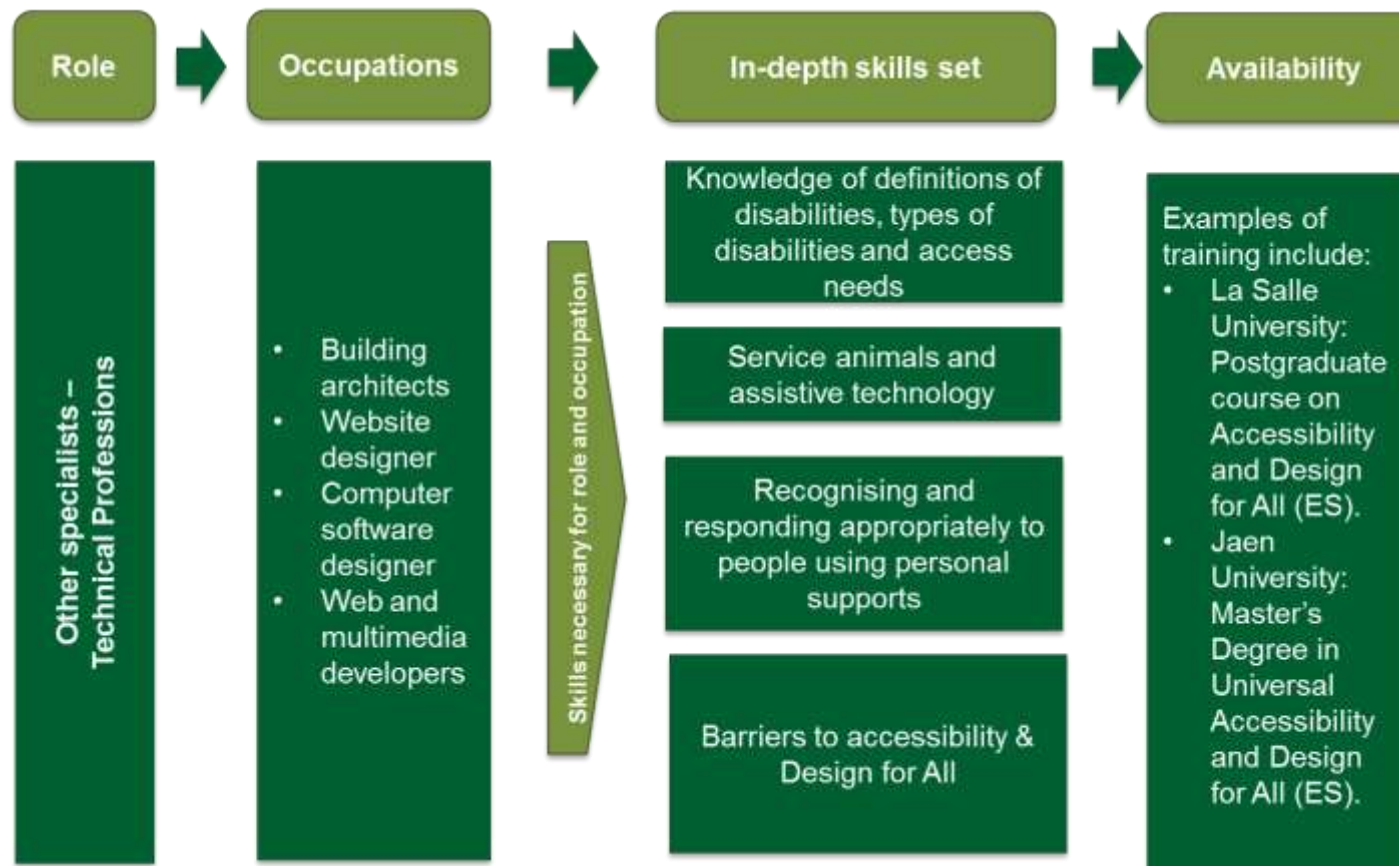 Role
Occupations
In-depth skills set
Availability
Other specialists –
Technical Professions
• Building
architects
• Website
designer
• Computer
software
designer
• Web and
multimedia
developers
Skills necessary for role and occupation
Knowledge of definitions of
disabilities, types of
disabilities and access
needs
Service animals and
assistive technology
Recognising and
responding appropriately to
people using personal
supports
Barriers to accessibility &
Design for All
Examples of
training include:
• La Salle
University:
Postgraduate
course on
Accessibility
and Design
for All (ES).
• Jaen
University:
Master’s
Degree in
Universal
Accessibility
and Design
for All (ES).